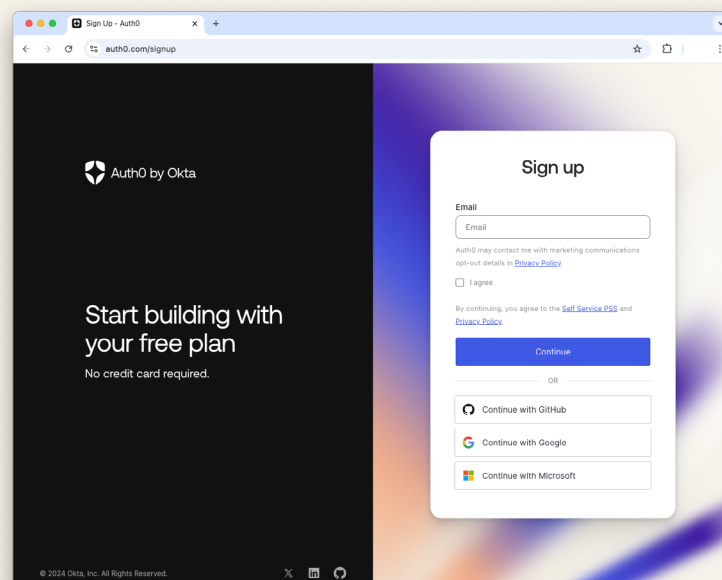 Sign Up - Auth0
auth0.com/signup
Auth0 by Okta
Start building with
your free plan
No credit card required.
© 2024 Okta, Inc. All Rights Reserved.
Sign up
Email
Email
Auth0 may contact me with marketing communications
opt-out details in Privacy Policy.
I agree
By continuing, you agree to the Self Service PSS and
Privacy Policy.
Continue
OR
Continue with GitHub
Continue with Google
Continue with Microsoft